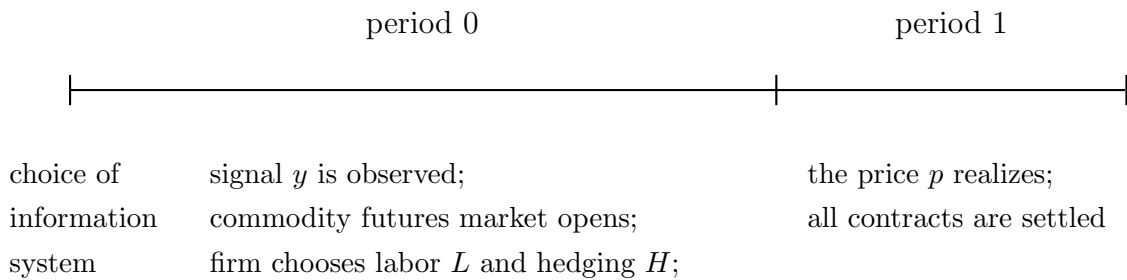 period 0 period 1
choice of signal y is observed; the price p realizes;
information commodity futures market opens; all contracts are settled
system firm chooses labor L and hedging H;